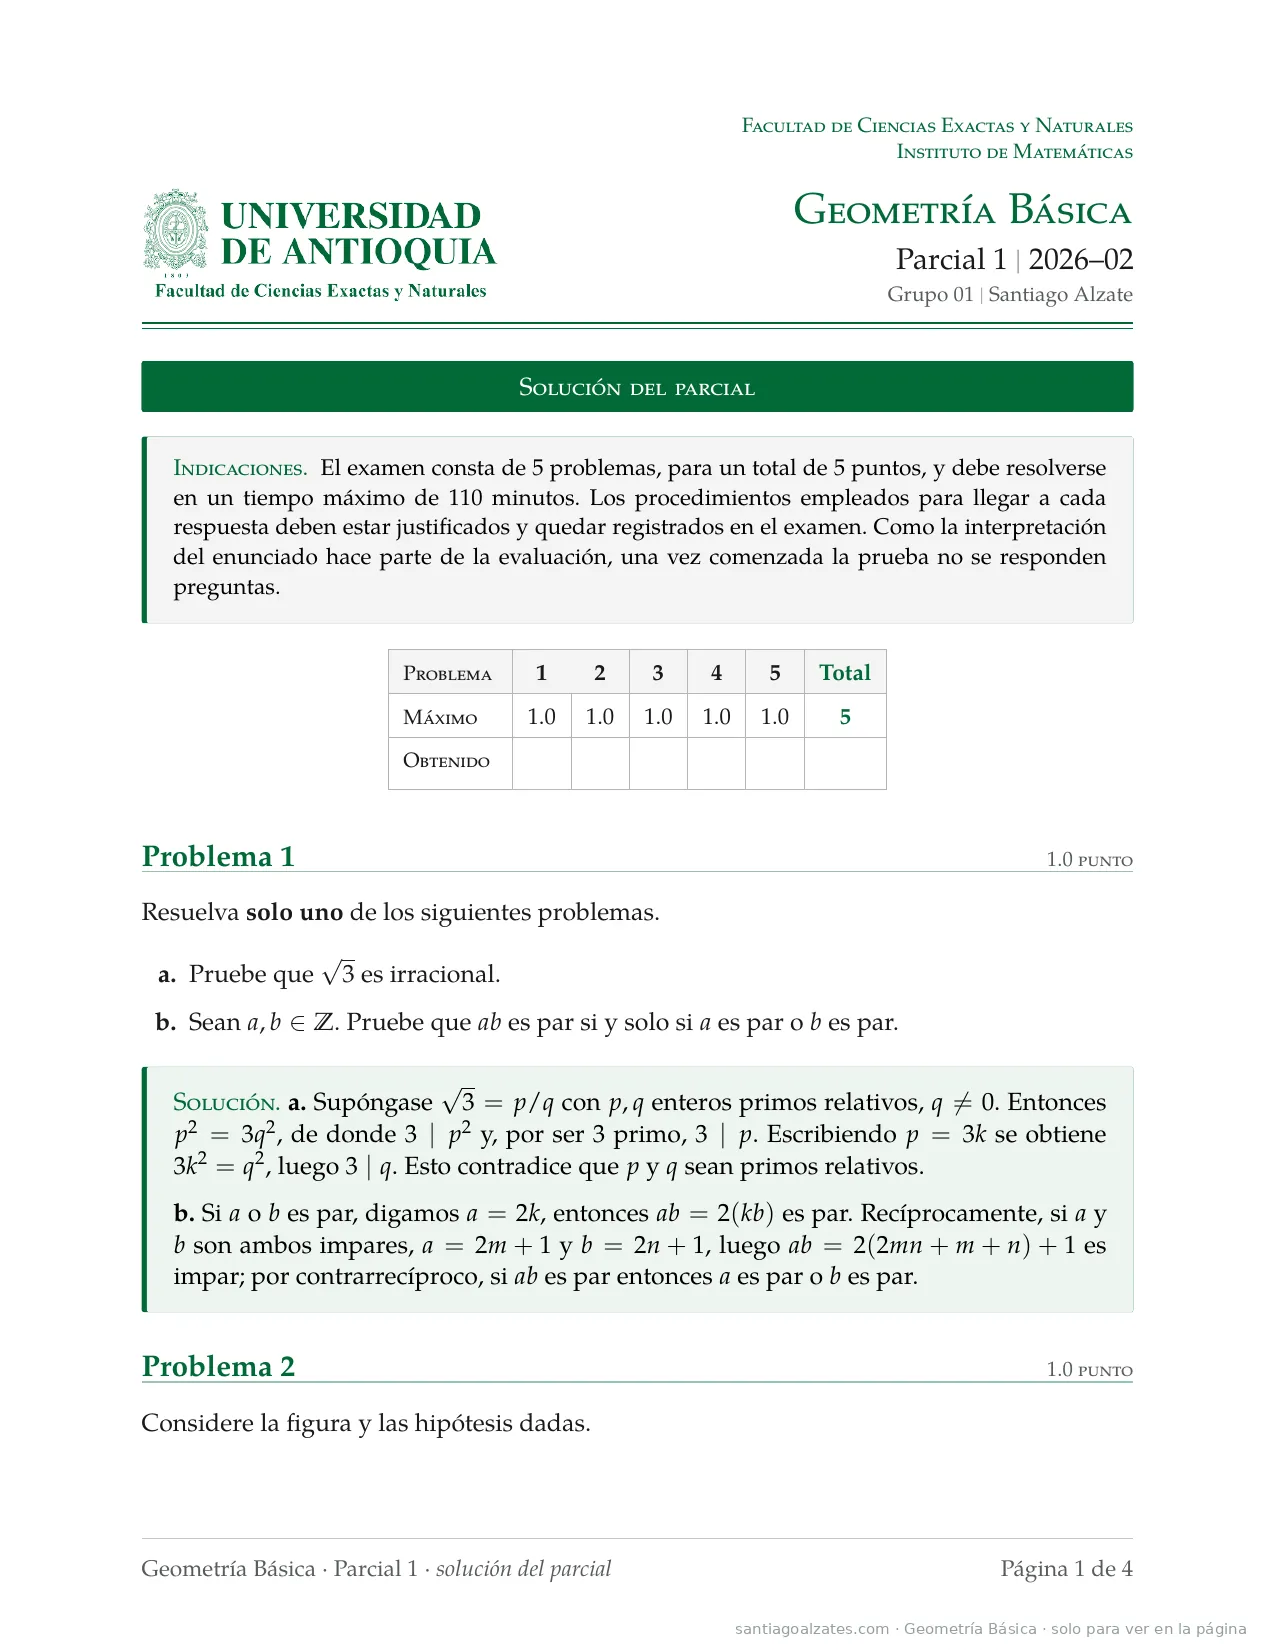 Facultad de Ciencias Exactas y Naturales
Instituto de Matemáticas
UNIVERSIDAD
DE ANTIOQUIA
1803
Facultad de Ciencias Exactas y Naturales
Geometría Básica
Parcial 1 | 2026–02
Grupo 01 | Santiago Alzate
Solución del parcial
Indicaciones. El examen consta de 5 problemas, para un total de 5 puntos, y debe resolverse
en un tiempo máximo de 110 minutos. Los procedimientos empleados para llegar a cada
respuesta deben estar justificados y quedar registrados en el examen. Como la interpretación
del enunciado hace parte de la evaluación, una vez comenzada la prueba no se responden
preguntas.
Problema 1 2 3 4 5 Total
Máximo 1.0 1.0 1.0 1.0 1.0 5
Obtenido
Problema 1 1.0 punto
Resuelva solo uno de los siguientes problemas.
a. Pruebe que √3 es irracional.
b. Sean a, b ∈ ℤ. Pruebe que ab es par si y solo si a es par o b es par.
Solución. a. Supóngase √3 = p/q con p, q enteros primos relativos, q ≠ 0. Entonces
p² = 3q², de donde 3 | p² y, por ser 3 primo, 3 | p. Escribiendo p = 3k se obtiene
3k² = q², luego 3 | q. Esto contradice que p y q sean primos relativos.
b. Si a o b es par, digamos a = 2k, entonces ab = 2(kb) es par. Recíprocamente, si a y
b son ambos impares, a = 2m + 1 y b = 2n + 1, luego ab = 2(2mn + m + n) + 1 es
impar; por contrarrecíproco, si ab es par entonces a es par o b es par.
Problema 2 1.0 punto
Considere la figura y las hipótesis dadas.
Geometría Básica · Parcial 1 · solución del parcial Página 1 de 4
santiagoalzates.com · Geometría Básica · solo para ver en la página